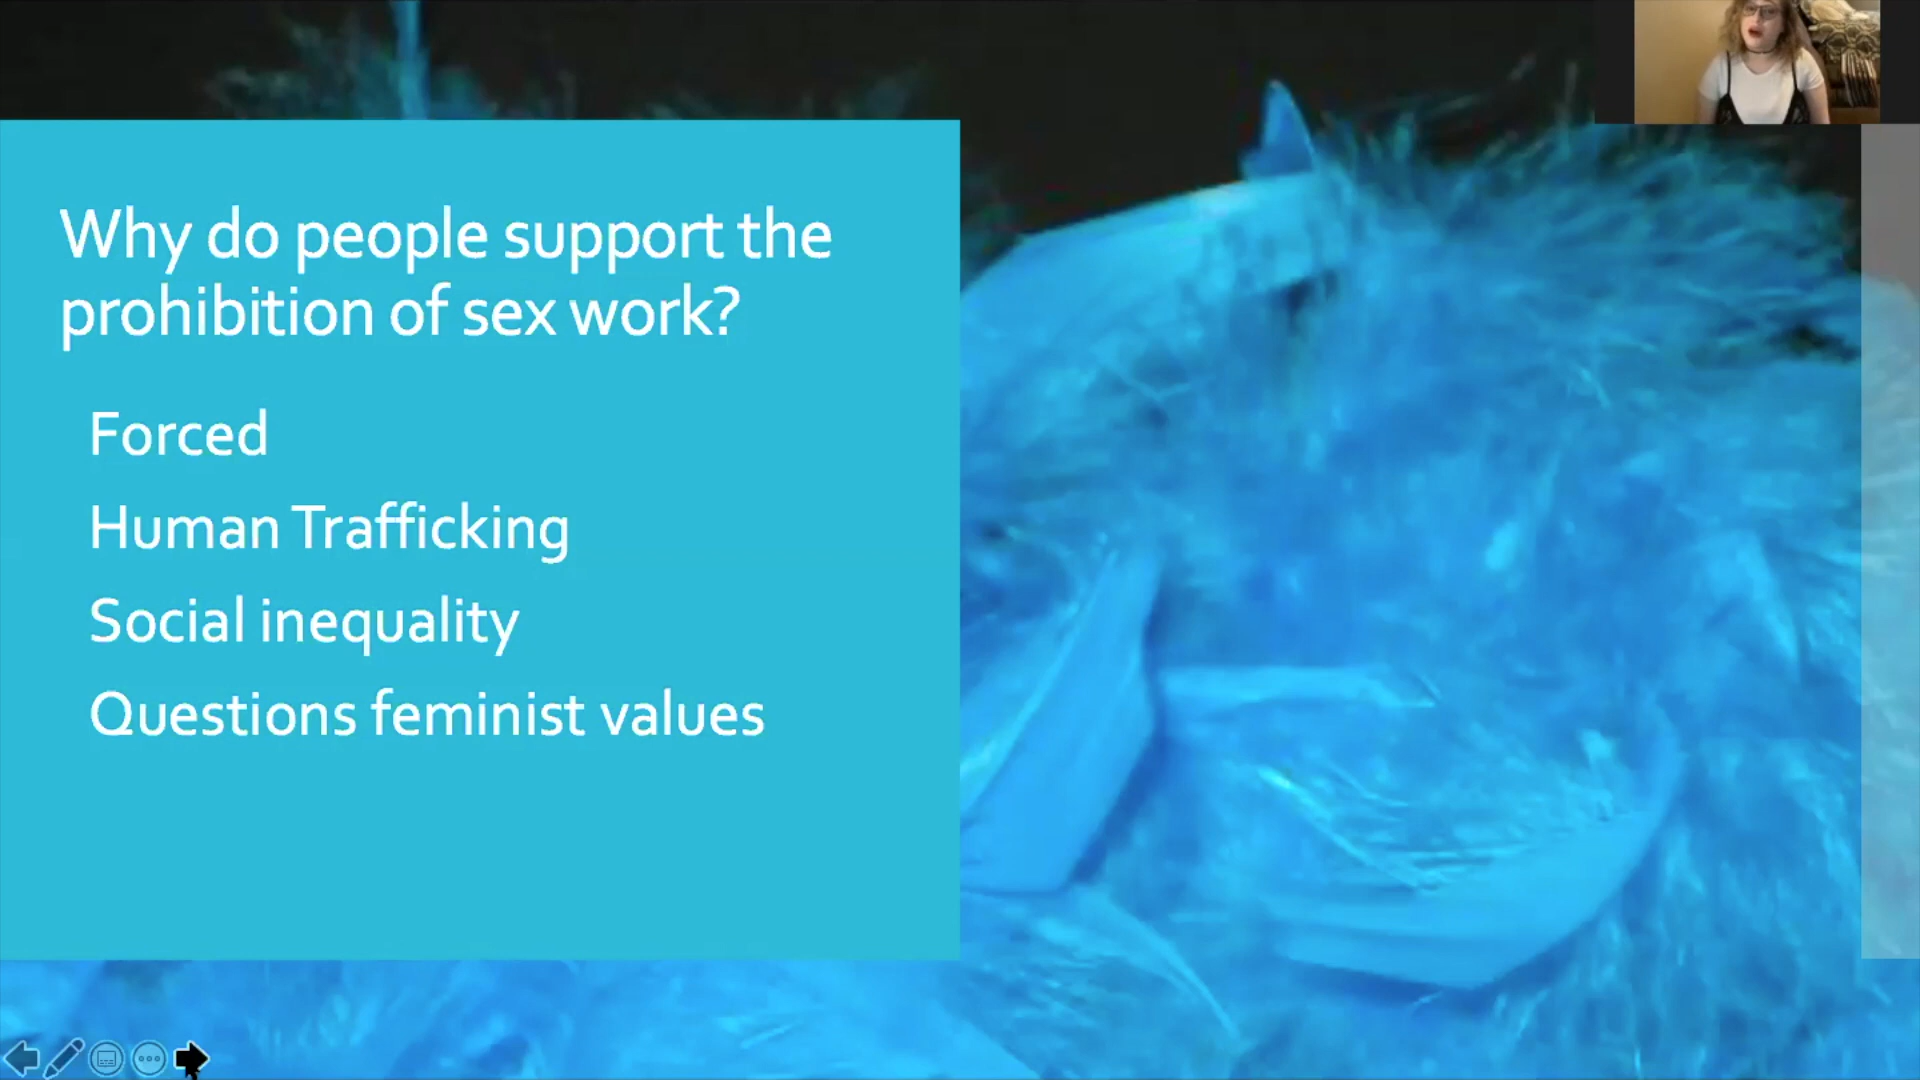 Why do people support the
prohibition of sex work?
Forced
Human Trafficking
Social inequality
Questions feminist values